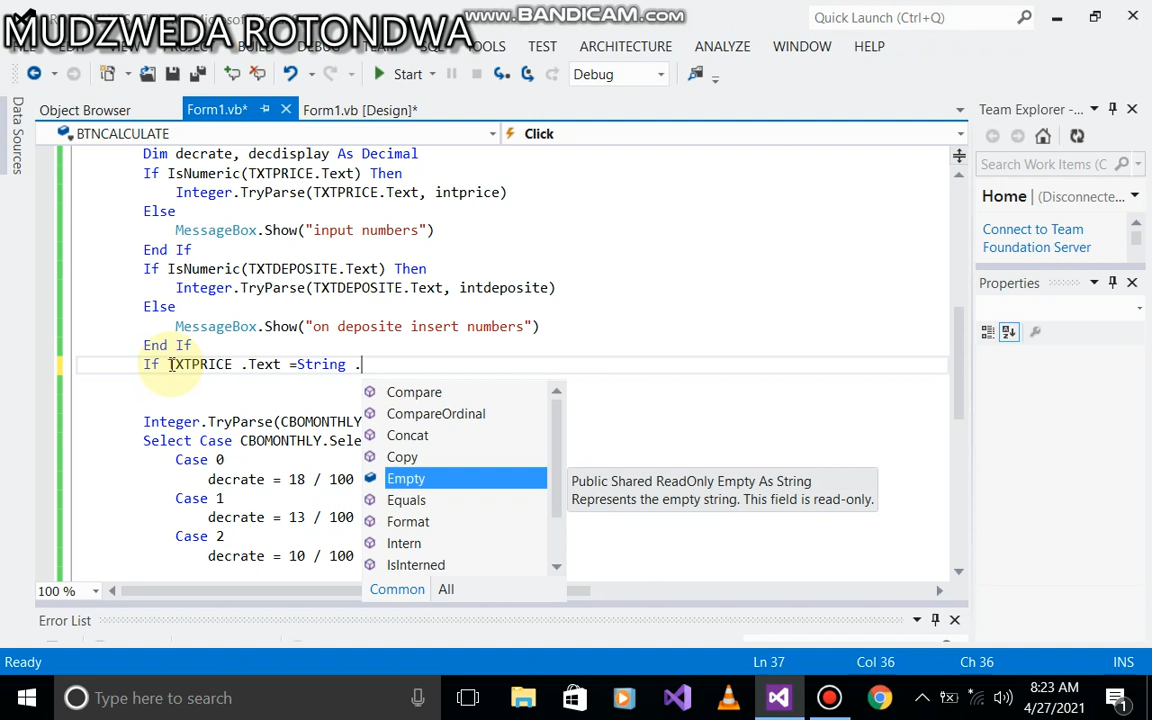 MUDZWEDA ROTONDWA
www.BANDICAM.com
Quick Launch (Ctrl+Q)
TOOLS TEST ARCHITECTURE ANALYZE WINDOW HELP
Start Debug
Data Sources
Object Browser Form1.vb* Form1.vb [Design]*
BTNCALCULATE Click
Dim decrate, decdisplay As Decimal
If IsNumeric(TXTPRICE.Text) Then
Integer.TryParse(TXTPRICE.Text, intprice)
Else
MessageBox.Show("input numbers")
End If
If IsNumeric(TXTDEPOSITE.Text) Then
Integer.TryParse(TXTDEPOSITE.Text, intdeposite)
Else
MessageBox.Show("on deposite insert numbers")
End If
If TXTPRICE .Text =String .
Integer.TryParse(CBOMONTHLY
Select Case CBOMONTHLY.Sele
Case 0
decrate = 18 / 100
Case 1
decrate = 13 / 100
Case 2
decrate = 10 / 100
Compare
CompareOrdinal
Concat
Copy
Empty
Equals
Format
Intern
IsInterned
Common All
Public Shared ReadOnly Empty As String
Represents the empty string. This field is read-only.
Team Explorer -...
Search Work Items (C
Home (Disconnecte...
Connect to Team
Foundation Server
Properties
100 %
Error List
Ready Ln 37 Col 36 Ch 36 INS
Type here to search
8:23 AM
4/27/2021
1